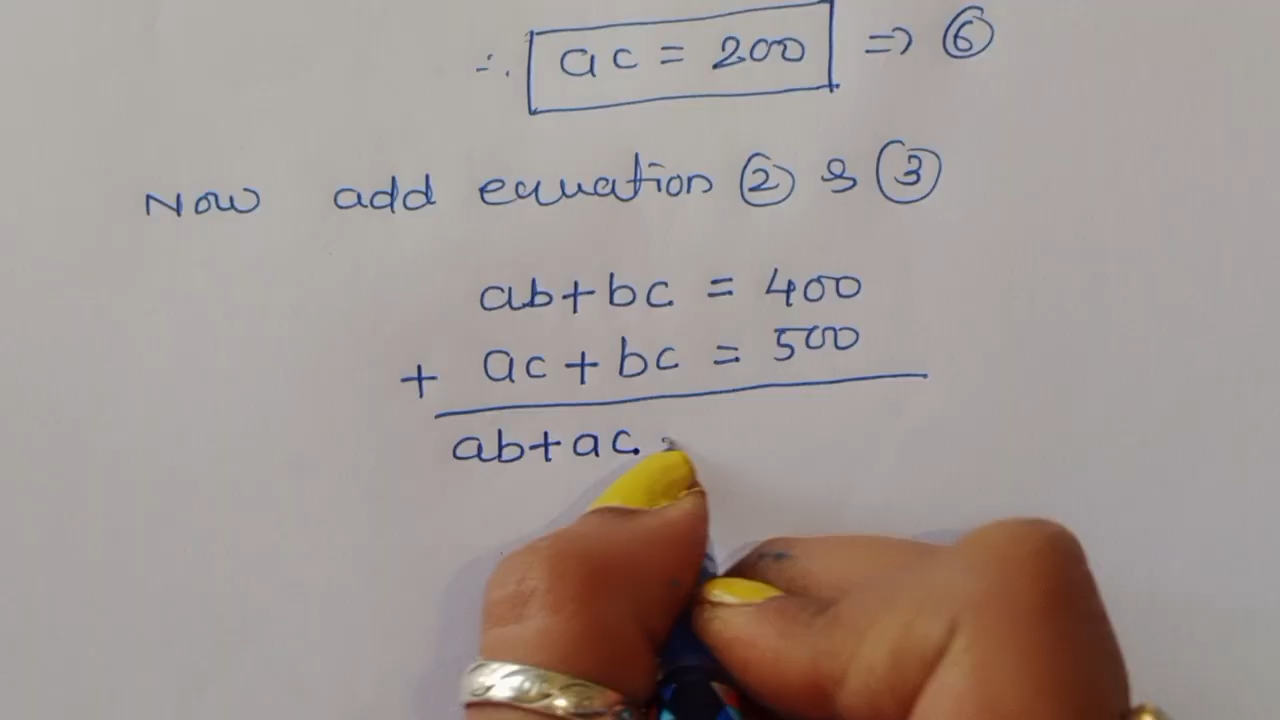 ∴ ac = 200 => ⑥
Now add equation ② & ③
ab+bc = 400
+ ac+bc = 500
ab+ac